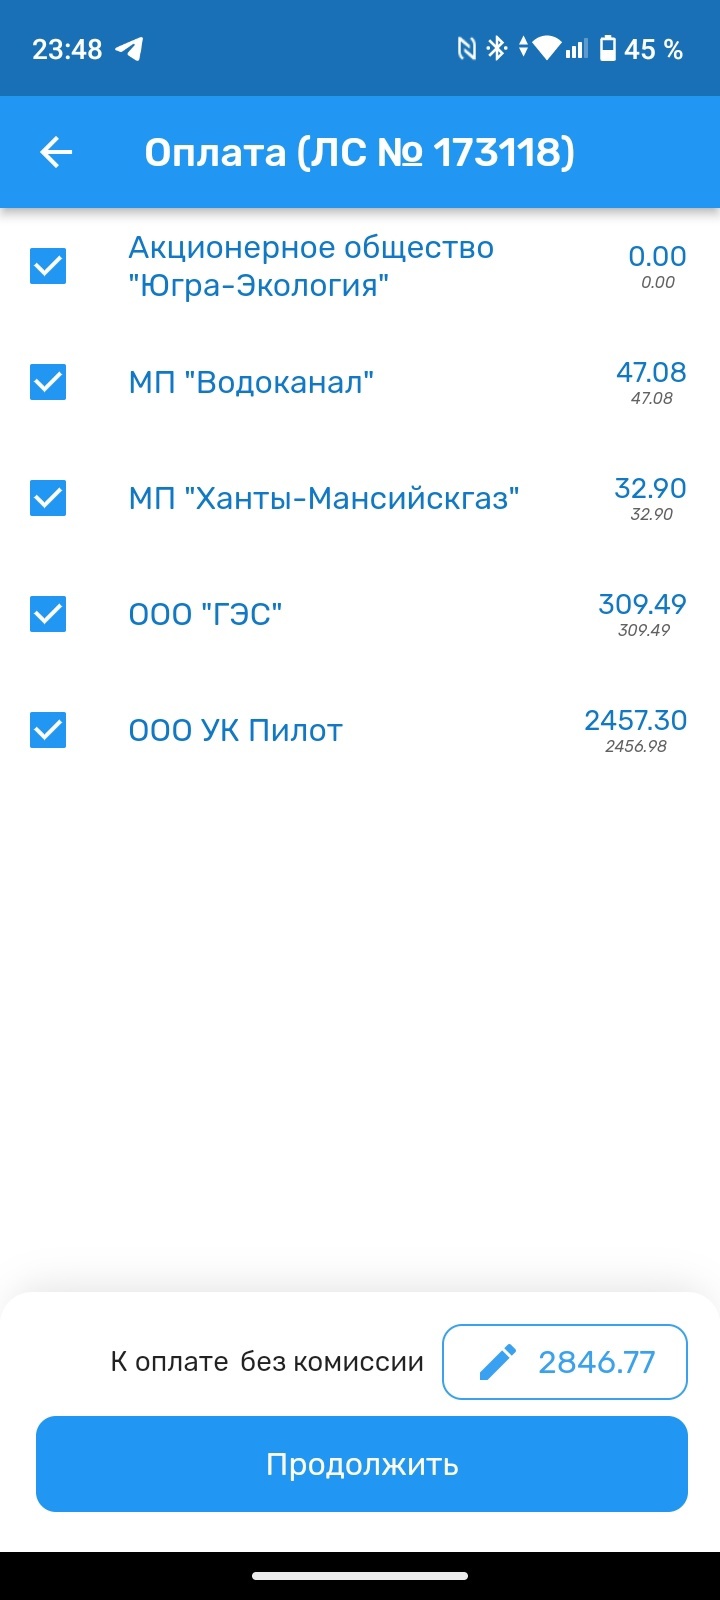 23:48 45 %
Оплата (ЛС № 173118)
Акционерное общество
"Югра-Экология"
0.00
0.00
МП "Водоканал"
47.08
47.08
МП "Ханты-Мансийскгаз"
32.90
32.90
ООО "ГЭС"
309.49
309.49
ООО УК Пилот
2457.30
2456.98
К оплате без комиссии 2846.77
Продолжить